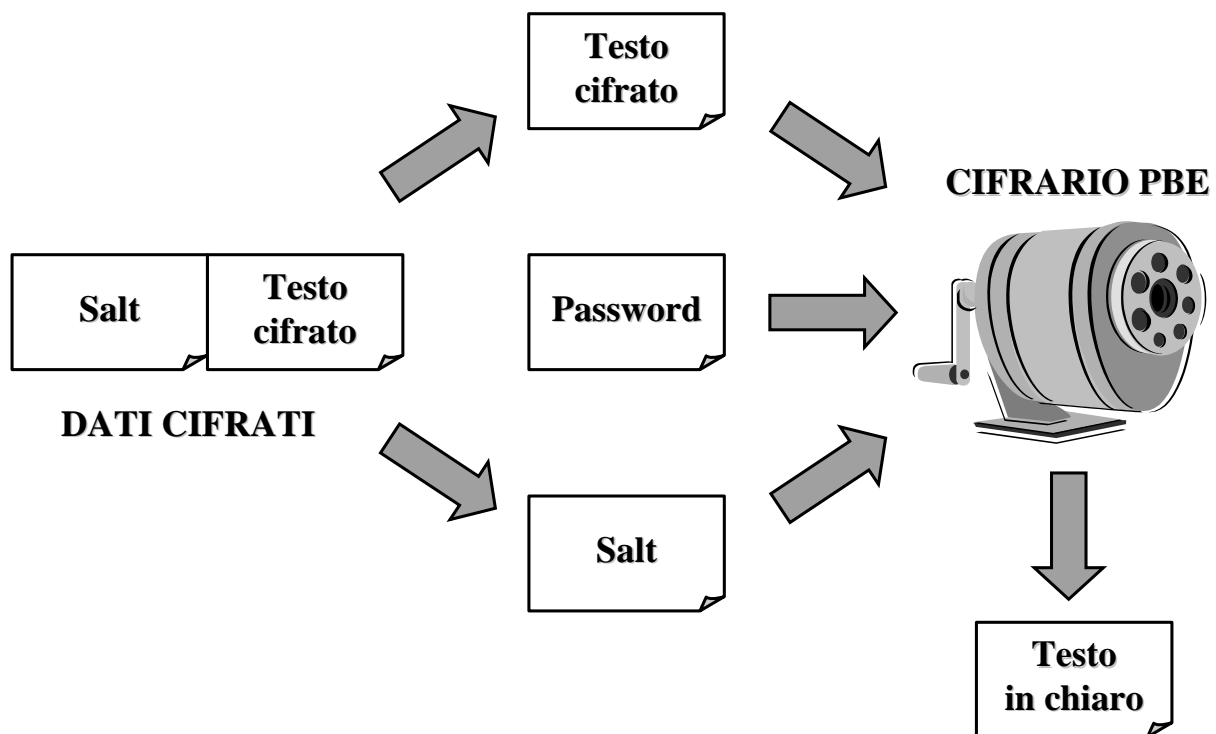 Testo
cifrato
CIFRARIO PBE
Salt
Testo
cifrato
Password
DATI CIFRATI
Salt
Testo
in chiaro